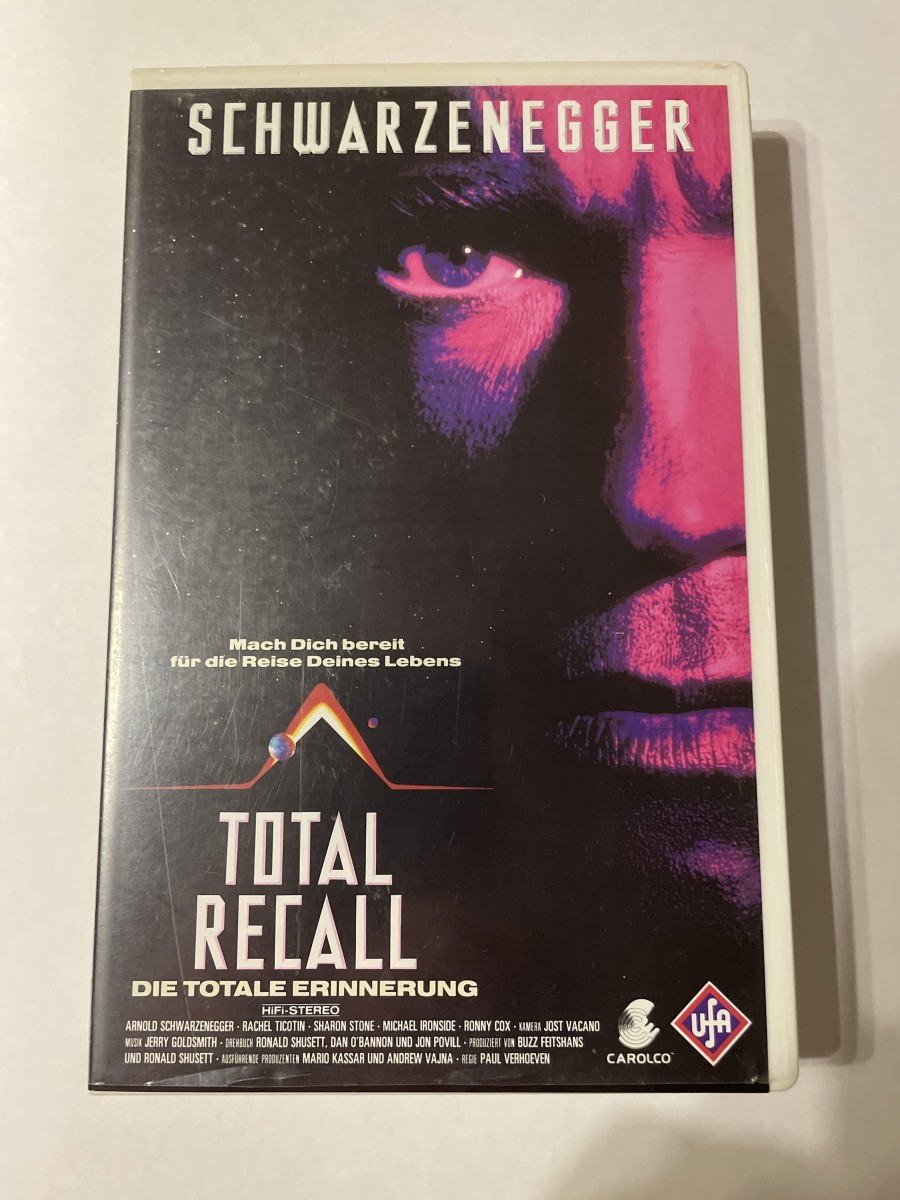 SCHWARZENEGGER
Mach Dich bereit
für die Reise Deines Lebens
TOTAL
RECALL
DIE TOTALE ERINNERUNG
HiFi-STEREO
ARNOLD SCHWARZENEGGER · RACHEL TICOTIN · SHARON STONE · MICHAEL IRONSIDE · RONNY COX · KAMERA JOST VACANO
MUSIK JERRY GOLDSMITH · DREHBUCH RONALD SHUSETT, DAN O'BANNON UND JON POVILL · PRODUZIERT VON BUZZ FEITSHANS
UND RONALD SHUSETT · AUSFÜHRENDE PRODUZENTEN MARIO KASSAR UND ANDREW VAJNA · REGIE PAUL VERHOEVEN
CAROLCO™
UfA